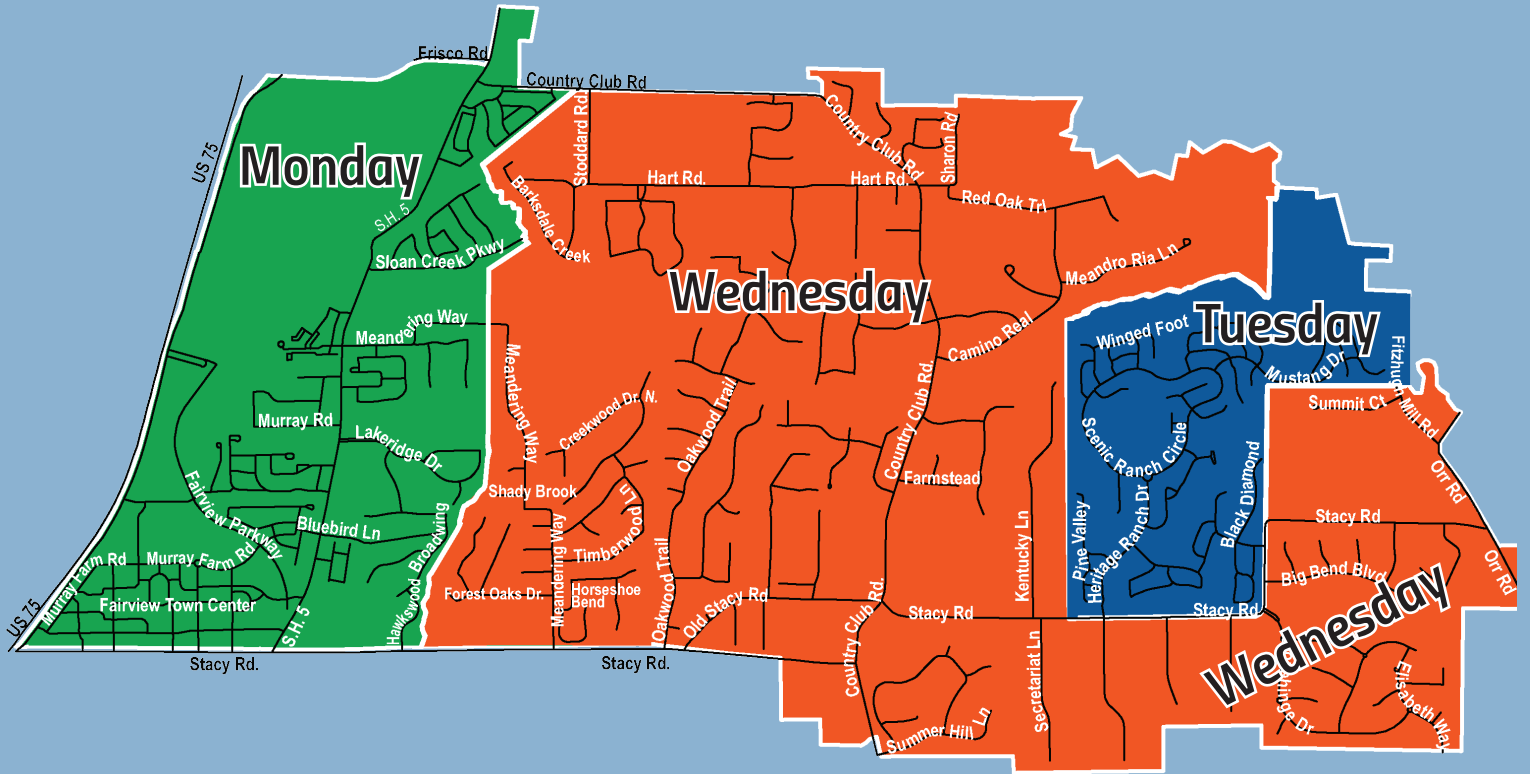 Frisco Rd
Country Club Rd
US 75
Monday
Stoddard Rd.
Country Club Rd
Sharon Rd
Hart Rd.
Hart Rd.
Barksdale Creek
Red Oak Trl
S.H. 5
Sloan Creek Pkwy
Meandro Ria Ln
Wednesday
Tuesday
Meandering Way
Winged Foot
Camino Real
Fitzhugh Mill Rd
Mustang Dr
Meandering Way
Summit Ct
Creekwood Dr. N.
Oakwood Trail
Country Club Rd.
Murray Rd
Lakeridge Dr
Scenic Ranch Circle
Farmstead
Orr Rd
Shady Brook
Fairview Parkway
Ln
Timberwood
Black Diamond
Heritage Ranch Dr
Pine Valley
Stacy Rd
Bluebird Ln
Broadwing
Hawkswood
Meandering Way
Oakwood Trail
Kentucky Ln
Murray Farm Rd
Murray Farm Rd
Big Bend Blvd
Orr Rd
Forest Oaks Dr.
Horseshoe
Bend
Old Stacy Rd
Fairview Town Center
US 75
S.H. 5
Stacy Rd
Stacy Rd
Country Club Rd.
Wednesday
Stacy Rd.
Stacy Rd.
Secretariat Ln
Elisabeth Way
Dr
Summer Hill Ln